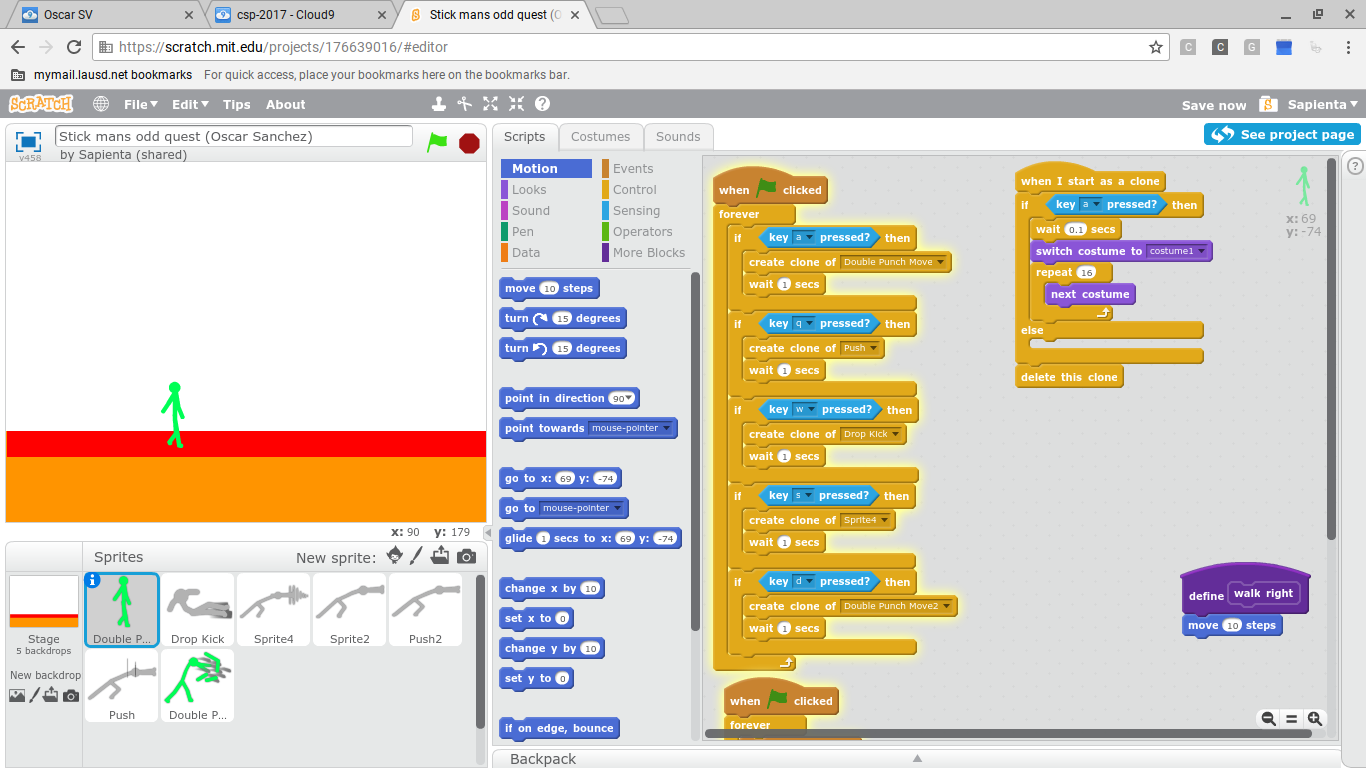 Oscar SV
csp-2017 - Cloud9
Stick mans odd quest (O
https://scratch.mit.edu/projects/176639016/#editor
C C G
mymail.lausd.net bookmarks For quick access, place your bookmarks here on the bookmarks bar.
SCRATCH File Edit Tips About Save now Sapienta
Stick mans odd quest (Oscar Sanchez)
by Sapienta (shared)
v458
Scripts Costumes Sounds
See project page
Motion Events
Looks Control
Sound Sensing
Pen Operators
Data More Blocks
move 10 steps
turn 15 degrees
turn 15 degrees
point in direction 90
point towards mouse-pointer
go to x: 69 y: -74
go to mouse-pointer
glide 1 secs to x: 69 y: -74
change x by 10
set x to 0
change y by 10
set y to 0
if on edge, bounce
when clicked
forever
if key a pressed? then
create clone of Double Punch Move
wait 1 secs
if key q pressed? then
create clone of Push
wait 1 secs
if key w pressed? then
create clone of Drop Kick
wait 1 secs
if key s pressed? then
create clone of Sprite4
wait 1 secs
if key d pressed? then
create clone of Double Punch Move2
wait 1 secs
when clicked
forever
when I start as a clone
if key a pressed? then
wait 0.1 secs
switch costume to costume1
repeat 16
next costume
else
delete this clone
x: 69
y: -74
define walk right
move 10 steps
x: 90 y: 179
Sprites New sprite:
Stage
5 backdrops
New backdrop
Double P...
Drop Kick
Sprite4
Sprite2
Push2
Push
Double P...
Backpack